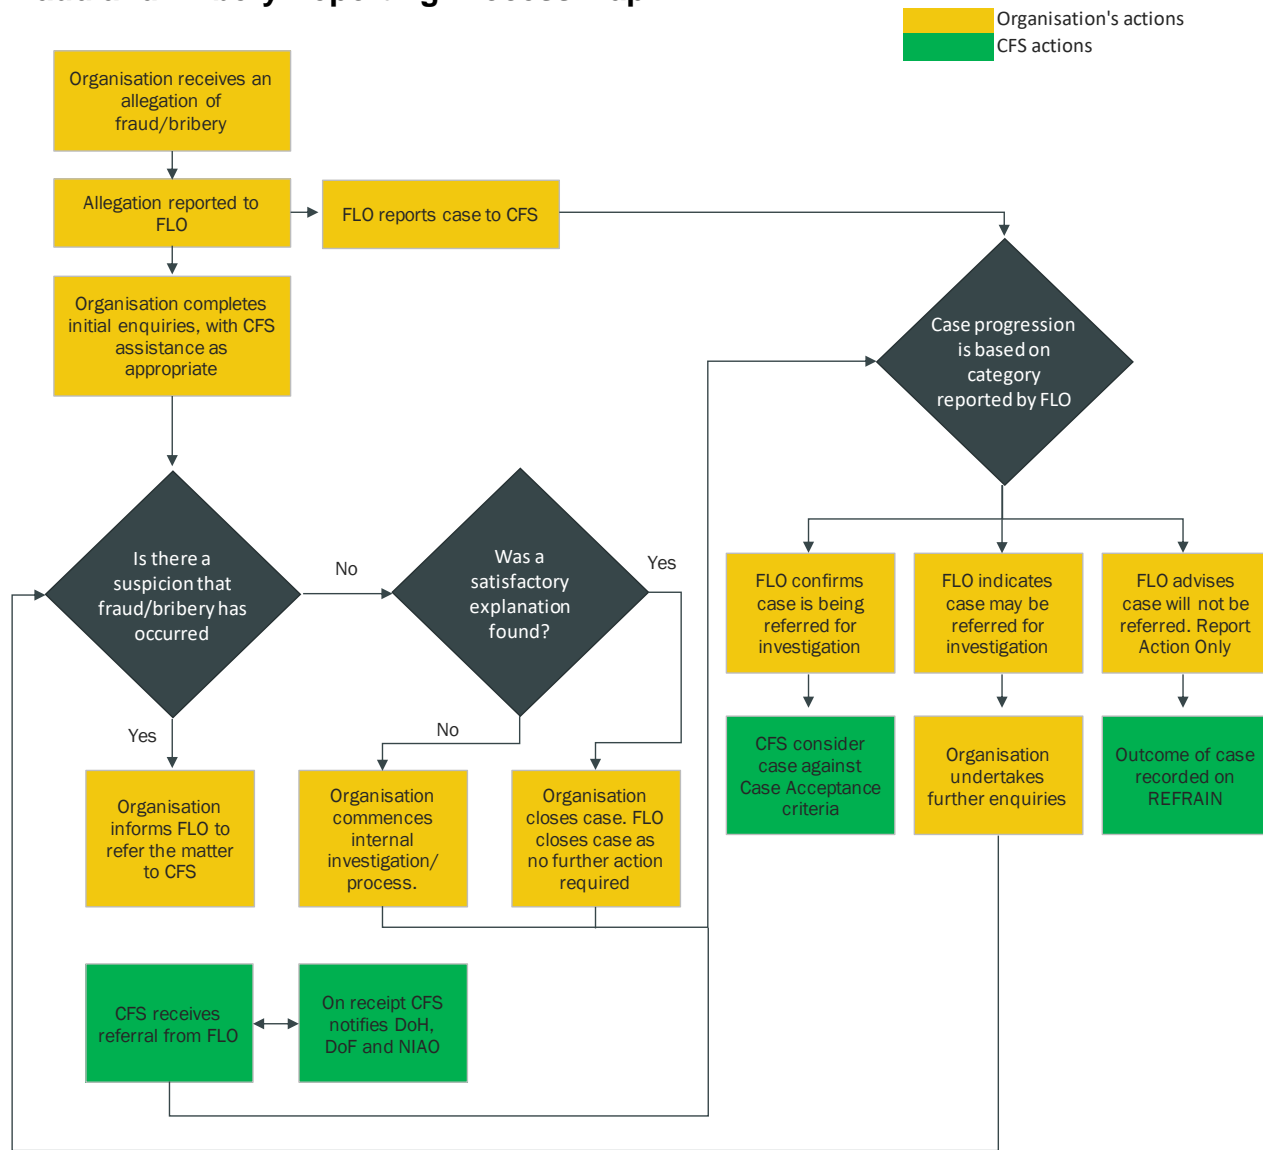 Organisation's actions
CFS actions
Organisation receives an
allegation of
fraud/bribery
Allegation reported to
FLO
FLO reports case to CFS
Organisation completes
initial enquiries, with CFS
assistance as
appropriate
Case progression
is based on
category
reported by FLO
Is there a
suspicion that
fraud/bribery has
occurred
No
Was a
satisfactory
explanation
found?
Yes
FLO confirms
case is being
referred for
investigation
FLO indicates
case may be
referred for
investigation
FLO advises
case will not be
referred. Report
Action Only
Yes
No
CFS consider
case against
Case Acceptance
criteria
Organisation
undertakes
further enquiries
Outcome of case
recorded on
REFRAIN
Organisation
informs FLO to
refer the matter
to CFS
Organisation
commences
internal
investigation/
process.
Organisation
closes case. FLO
closes case as
no further action
required
CFS receives
referral from FLO
On receipt CFS
notifies DoH,
DoF and NIAO